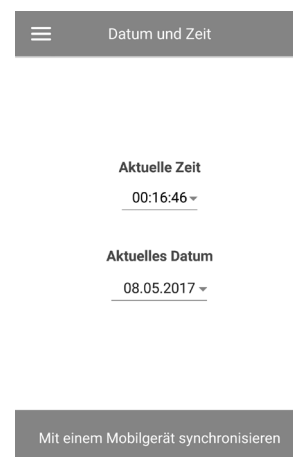 Datum und Zeit
Aktuelle Zeit
00:16:46
Aktuelles Datum
08.05.2017
Mit einem Mobilgerät synchronisieren